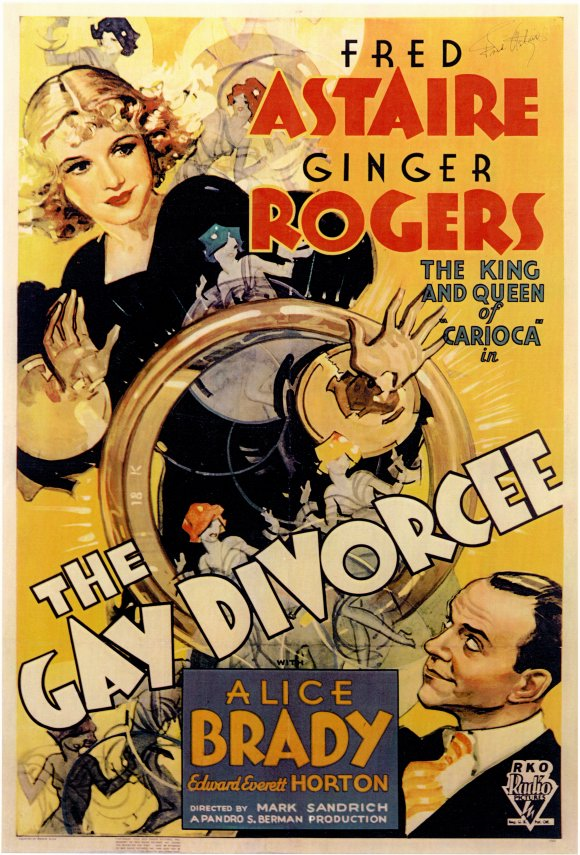 FRED
ASTAIRE
GINGER
ROGERS
THE KING
AND QUEEN
of
"CARIOCA"
in
18 K
THE
GAY DIVORCEE
WITH
ALICE
BRADY
Edward Everett HORTON
DIRECTED BY MARK SANDRICH
A PANDRO S. BERMAN PRODUCTION
RKO
Radio
PICTURES